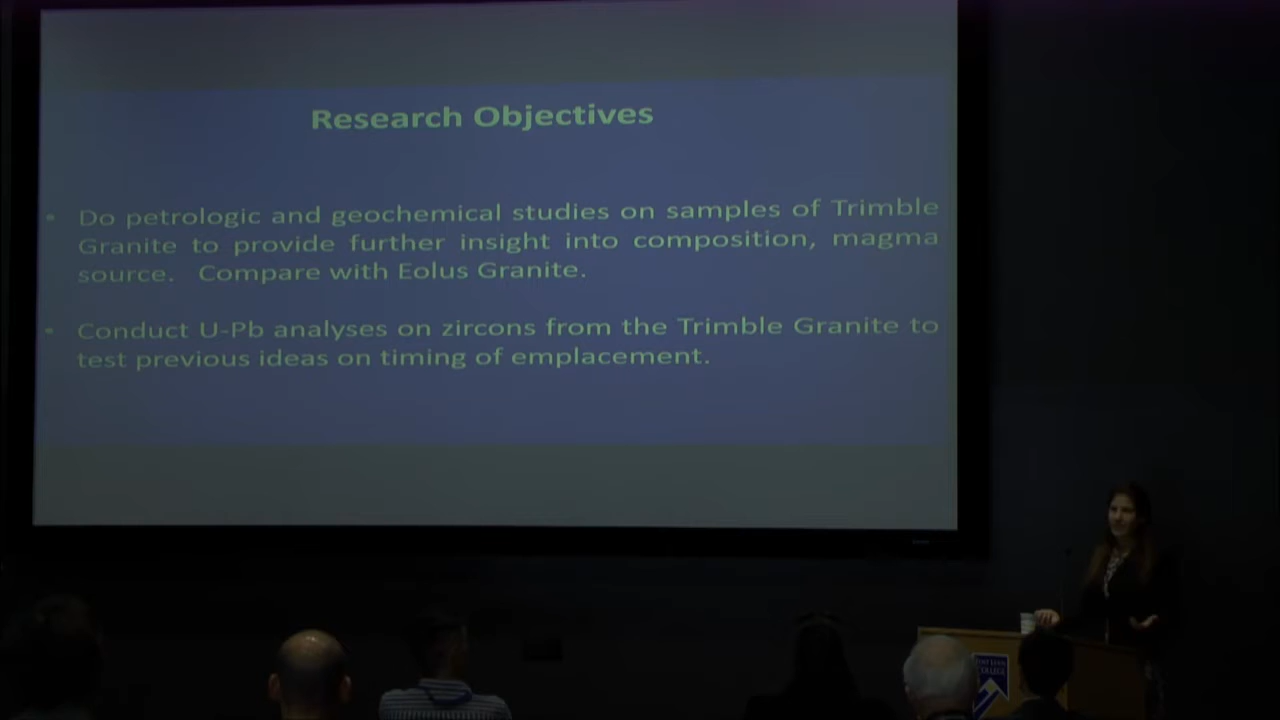 Research Objectives
• Do petrologic and geochemical studies on samples of Trimble
Granite to provide further insight into composition, magma
source. Compare with Eolus Granite.
• Conduct U-Pb analyses on zircons from the Trimble Granite to
test previous ideas on timing of emplacement.
COLLEGE